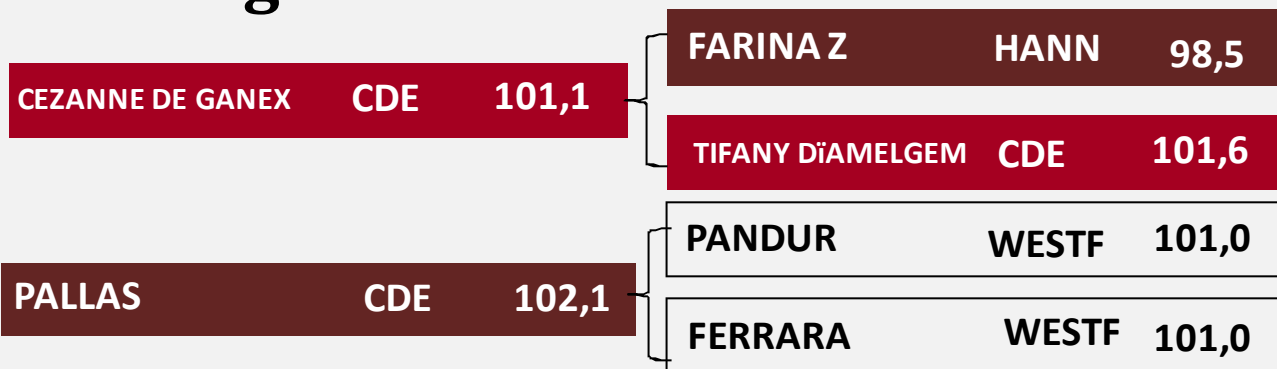 g
FARINA Z HANN 98,5
CEZANNE DE GANEX CDE 101,1
TIFANY DïAMELGEM CDE 101,6
PANDUR WESTF 101,0
PALLAS CDE 102,1
FERRARA WESTF 101,0